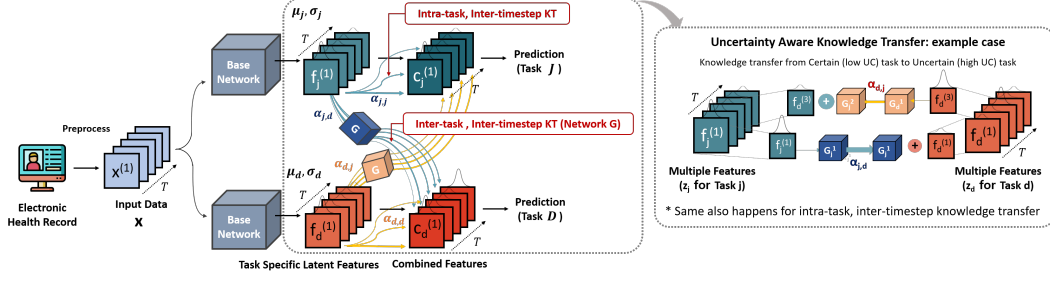 μj, σj
T
Intra-task, Inter-timestep KT
Base
Network
fj(1)
cj(1)
T
Prediction
(Task J)
αj,j
αj,d
G
Inter-task , Inter-timestep KT (Network G)
Preprocess
x(1)
T
Electronic
Health Record
Input Data
X
αd,j
G
μd, σd
T
Base
Network
fd(1)
αd,d
cd(1)
T
Prediction
(Task D)
Task Specific Latent Features
Combined Features
Uncertainty Aware Knowledge Transfer: example case
Knowledge transfer from Certain (low UC) task to Uncertain (high UC) task
T
fj(1)
fd(3)
+
Gj2
αd,j
Gd1
fd(3)
T
fd(1)
fj(1)
Gj1
αj,d
Gj1
+
fd(1)
Multiple Features
(zj for Task j)
Multiple Features
(zd for Task d)
* Same also happens for intra-task, inter-timestep knowledge transfer